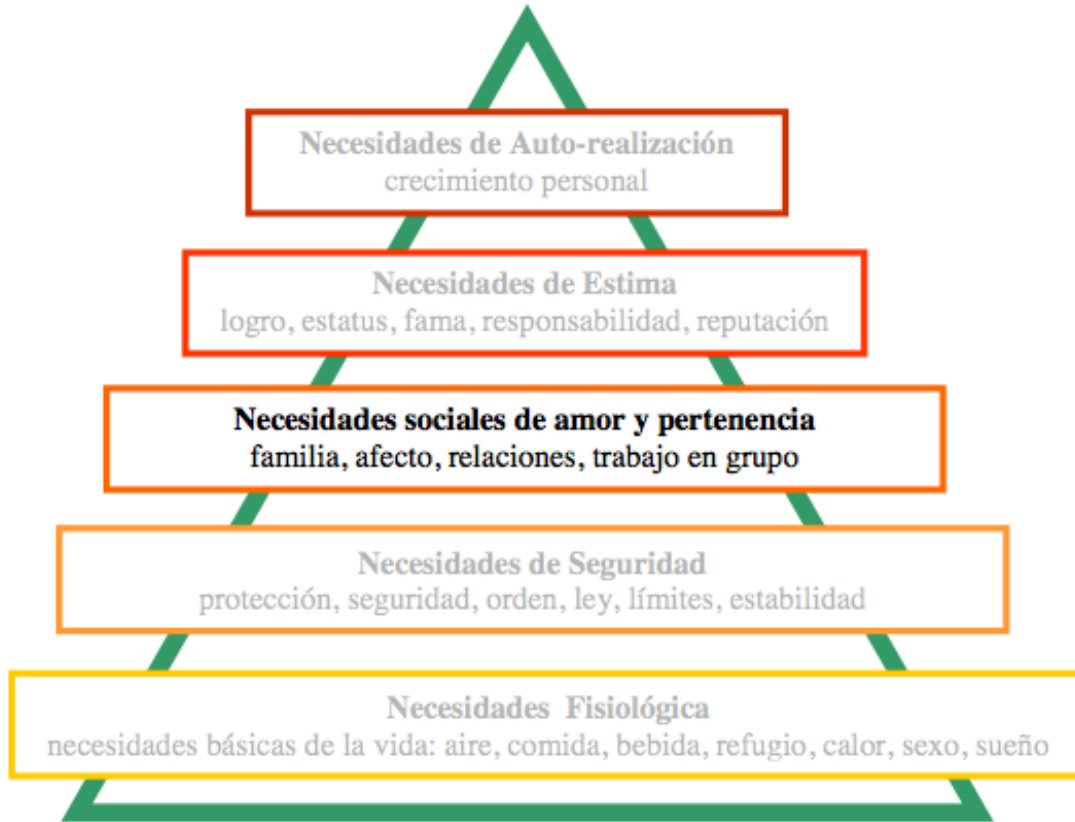 Necesidades de Auto-realización
crecimiento personal
Necesidades de Estima
logro, estatus, fama, responsabilidad, reputación
Necesidades sociales de amor y pertenencia
familia, afecto, relaciones, trabajo en grupo
Necesidades de Seguridad
protección, seguridad, orden, ley, límites, estabilidad
Necesidades Fisiológica
necesidades básicas de la vida: aire, comida, bebida, refugio, calor, sexo, sueño